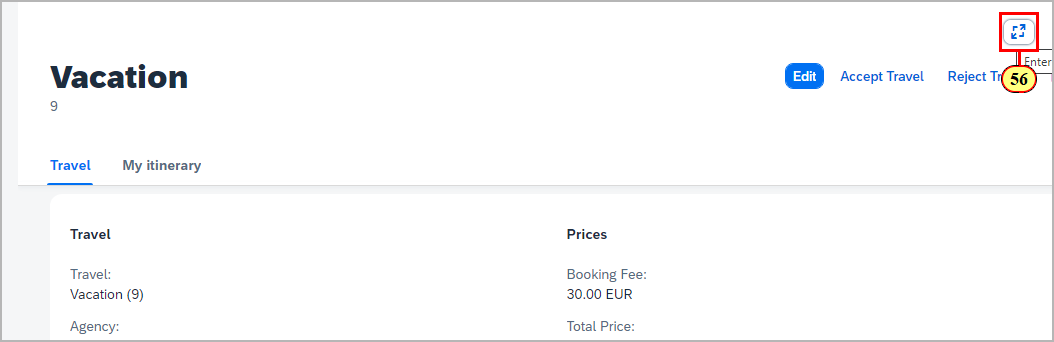 Enter
Vacation
Edit Accept Travel Reject Tr
56
9
Travel My itinerary
Travel Prices
Travel: Booking Fee:
Vacation (9) 30.00 EUR
Agency: Total Price: